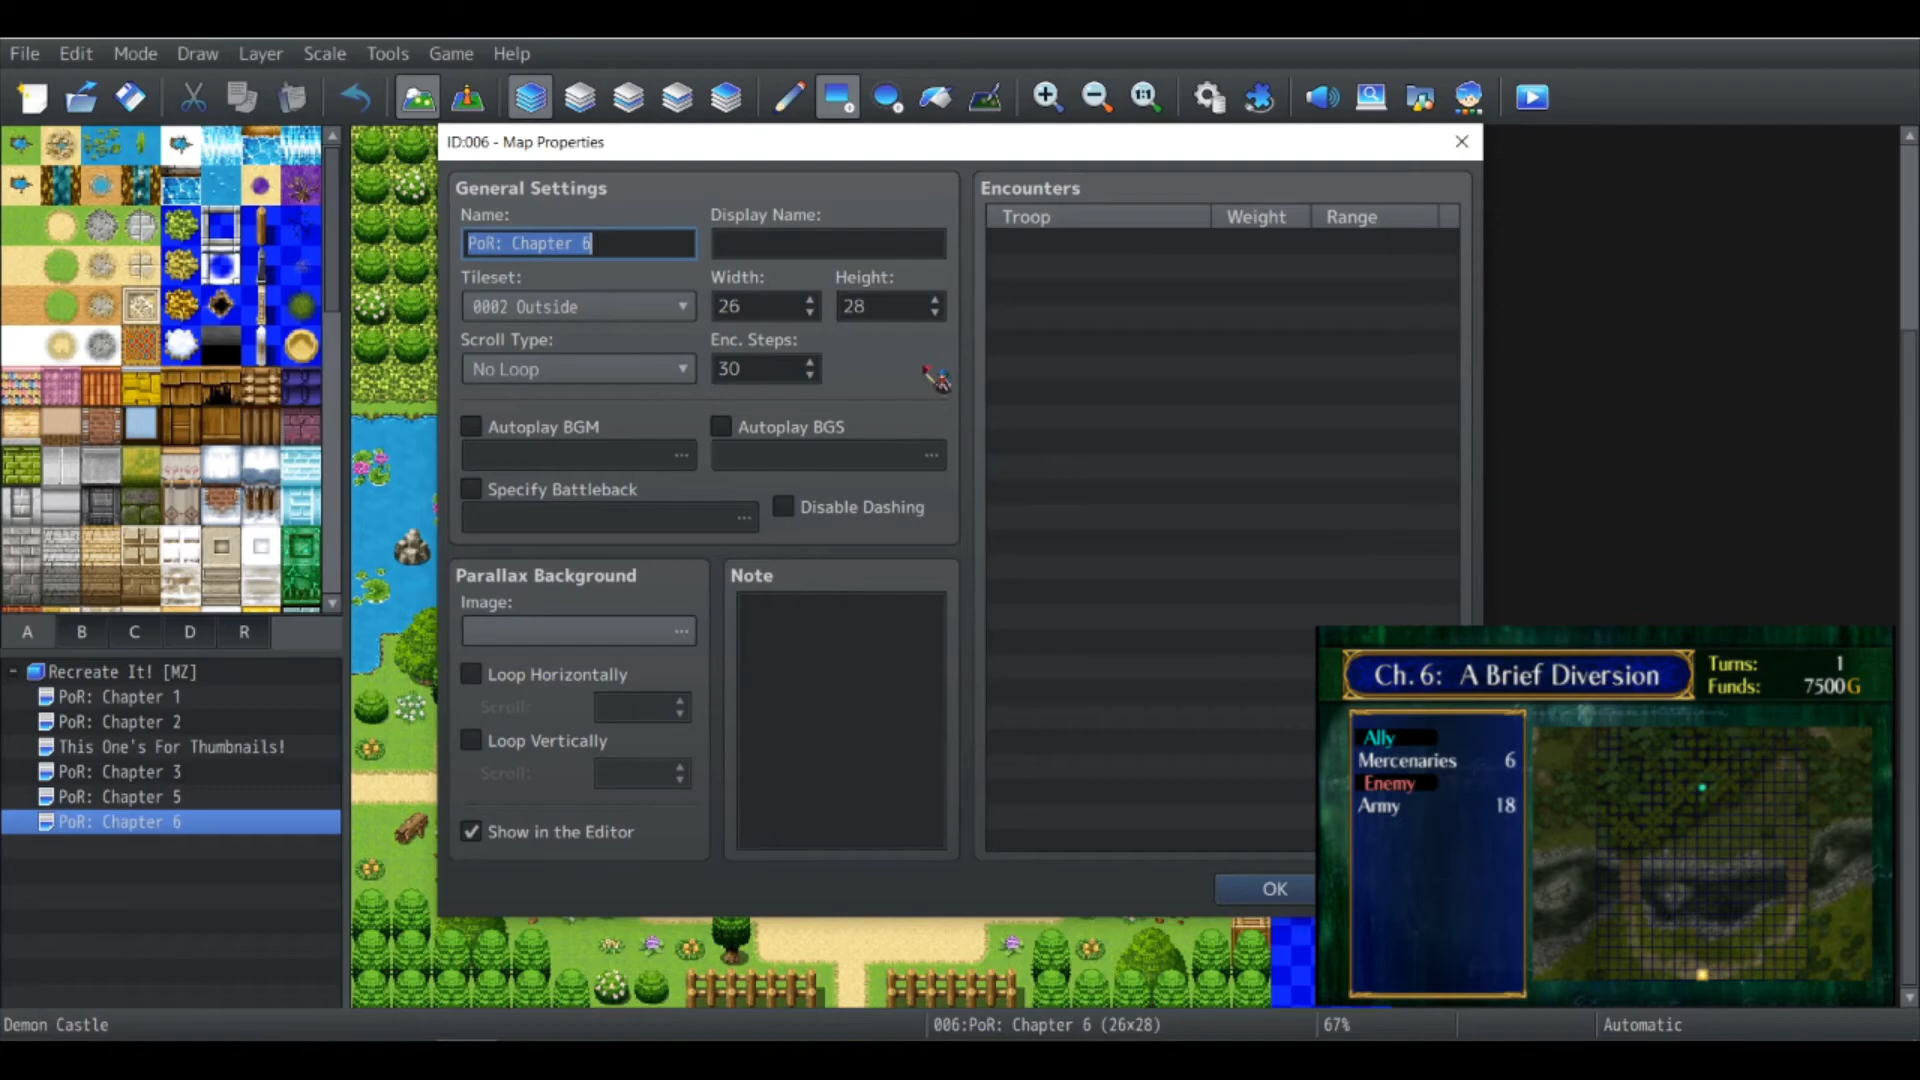 File Edit Mode Draw Layer Scale Tools Game Help
1:1
ID:006 - Map Properties
General Settings
Name:
Display Name:
PoR: Chapter 6
Tileset:
Width:
Height:
0002 Outside
26
28
Scroll Type:
Enc. Steps:
No Loop
30
Autoplay BGM
Autoplay BGS
...
...
Specify Battleback
...
Disable Dashing
Parallax Background
Image:
...
Loop Horizontally
Scroll:
Loop Vertically
Scroll:
Show in the Editor
Note
Encounters
Troop Weight Range
OK
A B C D R
Recreate It! [MZ]
PoR: Chapter 1
PoR: Chapter 2
This One's For Thumbnails!
PoR: Chapter 3
PoR: Chapter 5
PoR: Chapter 6
Ch. 6: A Brief Diversion
Turns: 1
Funds: 7500G
Ally
Mercenaries 6
Enemy
Army 18
Demon Castle
006:PoR: Chapter 6 (26×28)
67%
Automatic